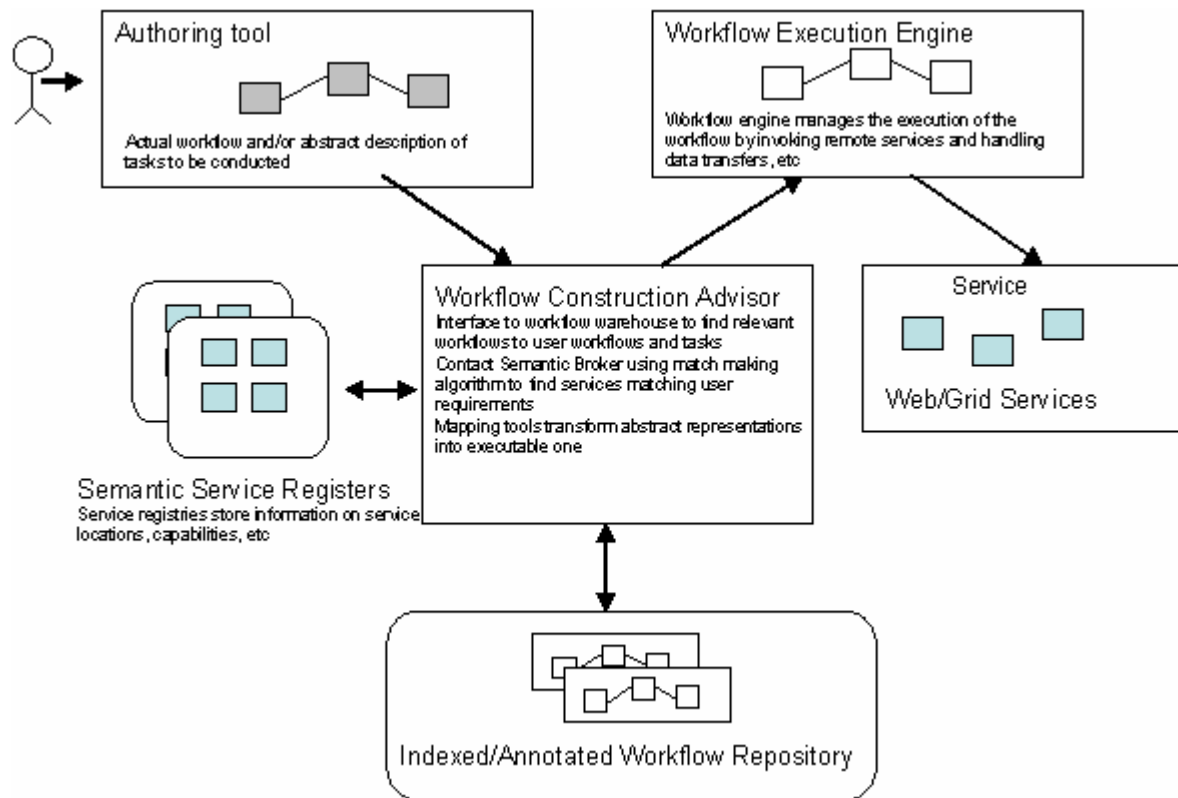 Authoring tool
Actual workflow and/or abstract description of
tasks to be conducted
Workflow Execution Engine
Workflow engine manages the execution of the
workflow by invoking remote services and handling
data transfers, etc
Workflow Construction Advisor
Interface to workflow warehouse to find relevant
workflows to user workflows and tasks
Contact Semantic Broker using match making
algorithm to find services matching user
requirements
Mapping tools transform abstract representations
into executable one
Service
Web/Grid Services
Semantic Service Registers
Service registries store information on service
locations, capabilities, etc
Indexed/Annotated Workflow Repository